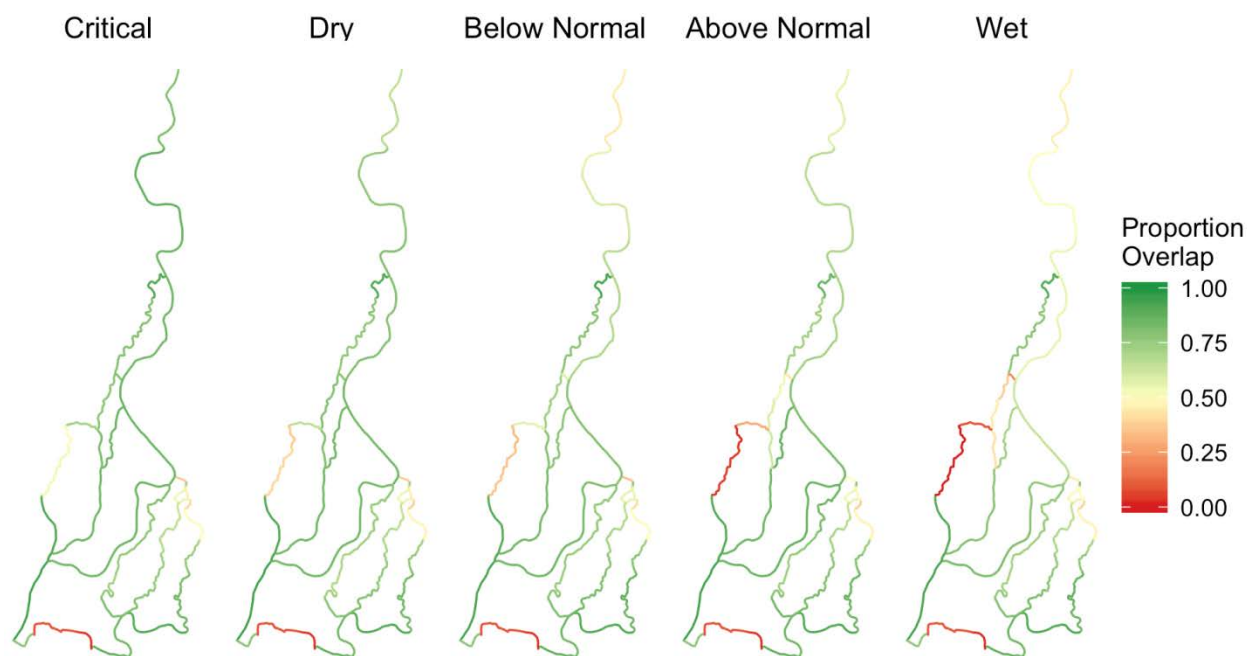 Critical
Dry
Below Normal
Above Normal
Wet
Proportion
Overlap
1.00
0.75
0.50
0.25
0.00